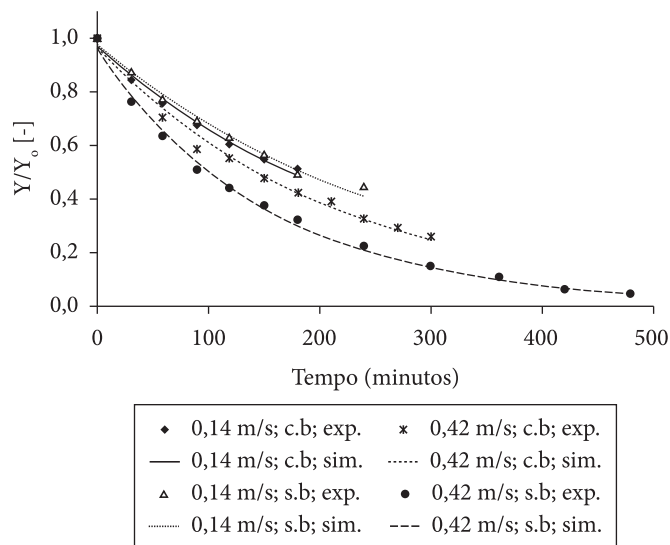 Y/Yo [-]
1,0
0,8
0,6
0,4
0,2
0,0
0 100 200 300 400 500
Tempo (minutos)
0,14 m/s; c.b; exp. 0,42 m/s; c.b; exp.
0,14 m/s; c.b; sim. 0,42 m/s; c.b; sim.
0,14 m/s; s.b; exp. 0,42 m/s; s.b; exp.
0,14 m/s; s.b; sim. 0,42 m/s; s.b; sim.